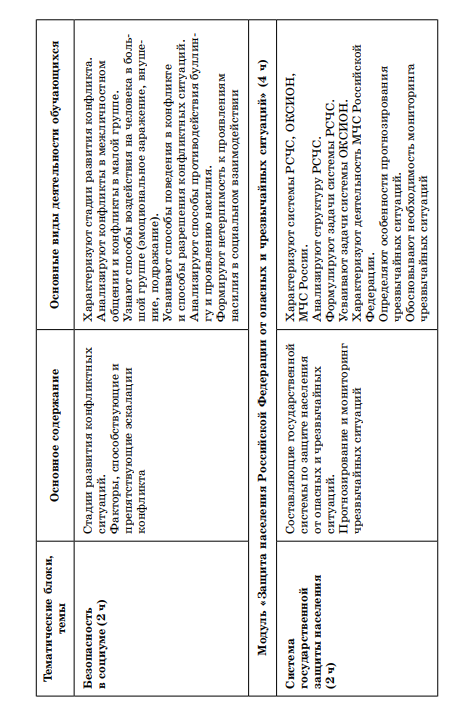 Тематические блоки,
темы
Основное содержание
Основные виды деятельности обучающихся
Безопасность
в социуме (2 ч)
Стадии развития конфликтных
ситуаций.
Факторы, способствующие и
препятствующие эскалации
конфликта
Характеризуют стадии развития конфликта.
Анализируют конфликты в межличностном
общении и конфликты в малой группе.
Узнают способы воздействия на человека в боль-
шой группе (эмоциональное заражение, внуше-
ние, подражание).
Усваивают способы поведения в конфликте
и способы разрешения конфликтных ситуаций.
Анализируют способы противодействия буллин-
гу и проявлению насилия.
Формируют нетерпимость к проявлениям
насилия в социальном взаимодействии
Модуль «Защита населения Российской Федерации от опасных и чрезвычайных ситуаций» (4 ч)
Система
государственной
защиты населения
(2 ч)
Составляющие государственной
системы по защите населения
от опасных и чрезвычайных
ситуаций.
Прогнозирование и мониторинг
чрезвычайных ситуаций
Характеризуют системы РСЧС, ОКСИОН,
МЧС России.
Анализируют структуру РСЧС.
Формулируют задачи системы РСЧС.
Усваивают задачи системы ОКСИОН.
Характеризуют деятельность МЧС Российской
Федерации.
Определяют особенности прогнозирования
чрезвычайных ситуаций.
Обосновывают необходимость мониторинга
чрезвычайных ситуаций